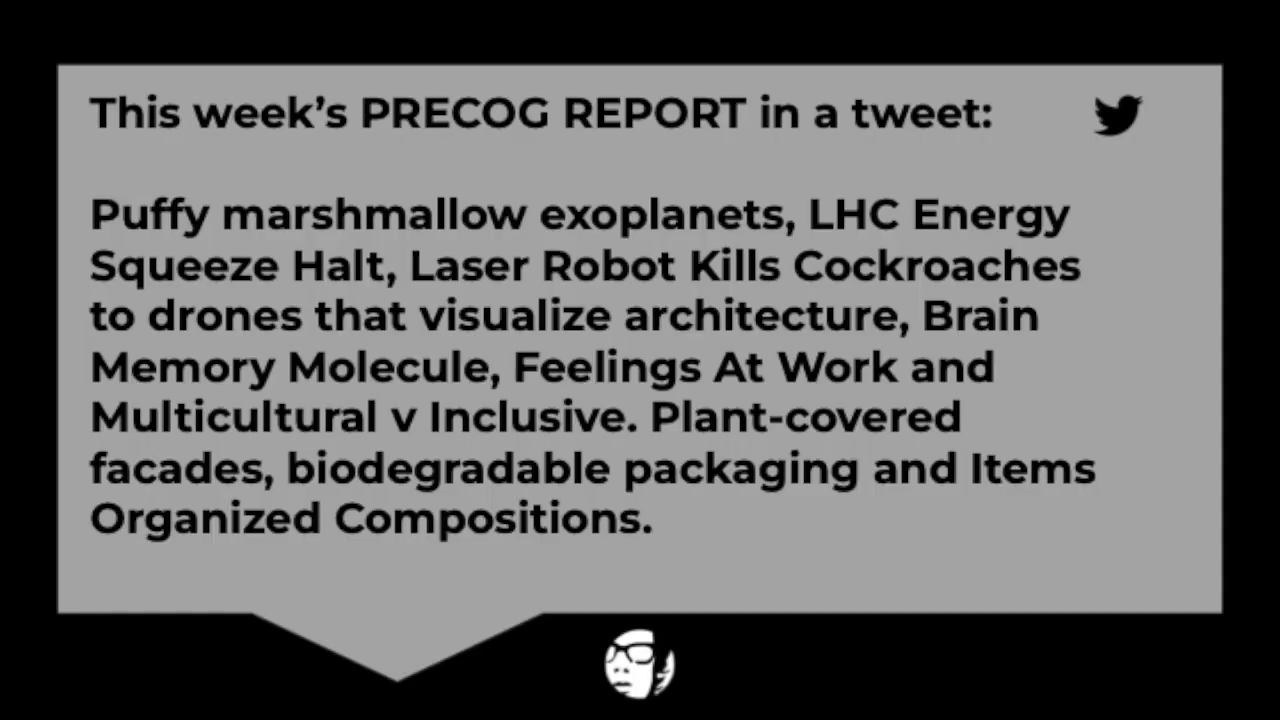 This week’s PRECOG REPORT in a tweet:
Puffy marshmallow exoplanets, LHC Energy
Squeeze Halt, Laser Robot Kills Cockroaches
to drones that visualize architecture, Brain
Memory Molecule, Feelings At Work and
Multicultural v Inclusive. Plant-covered
facades, biodegradable packaging and Items
Organized Compositions.